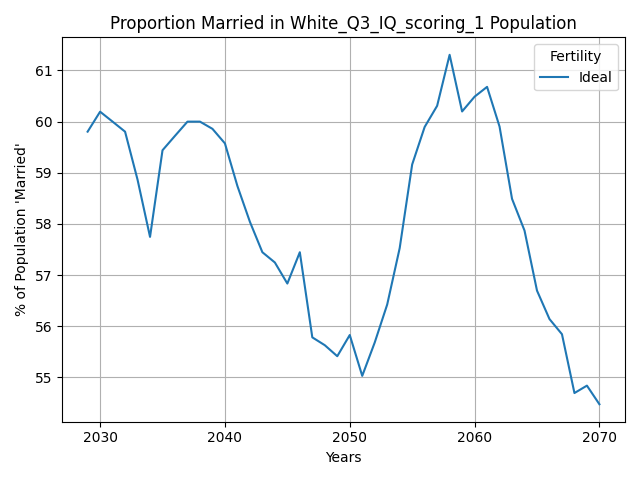 Proportion Married in White_Q3_IQ_scoring_1 Population
% of Population 'Married'
61
60
59
58
57
56
55
Fertility
Ideal
2030 2040 2050 2060 2070
Years